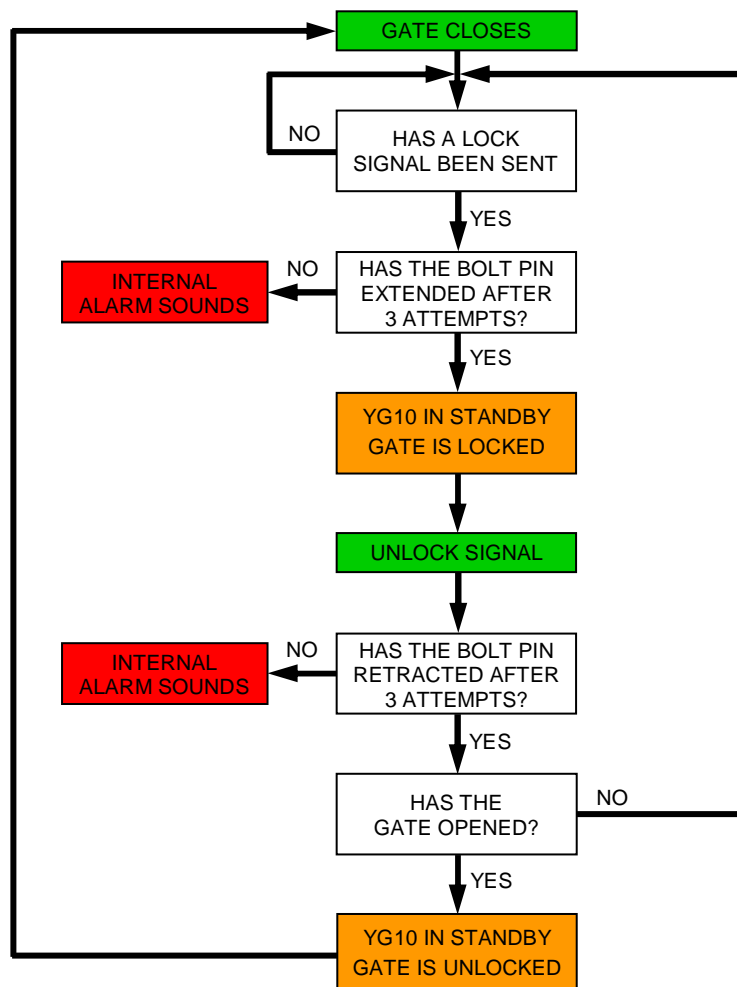 GATE CLOSES
NO
HAS A LOCK
SIGNAL BEEN SENT
YES
INTERNAL
ALARM SOUNDS
NO
HAS THE BOLT PIN
EXTENDED AFTER
3 ATTEMPTS?
YES
YG10 IN STANDBY
GATE IS LOCKED
UNLOCK SIGNAL
INTERNAL
ALARM SOUNDS
NO
HAS THE BOLT PIN
RETRACTED AFTER
3 ATTEMPTS?
YES
HAS THE
GATE OPENED?
NO
YES
YG10 IN STANDBY
GATE IS UNLOCKED